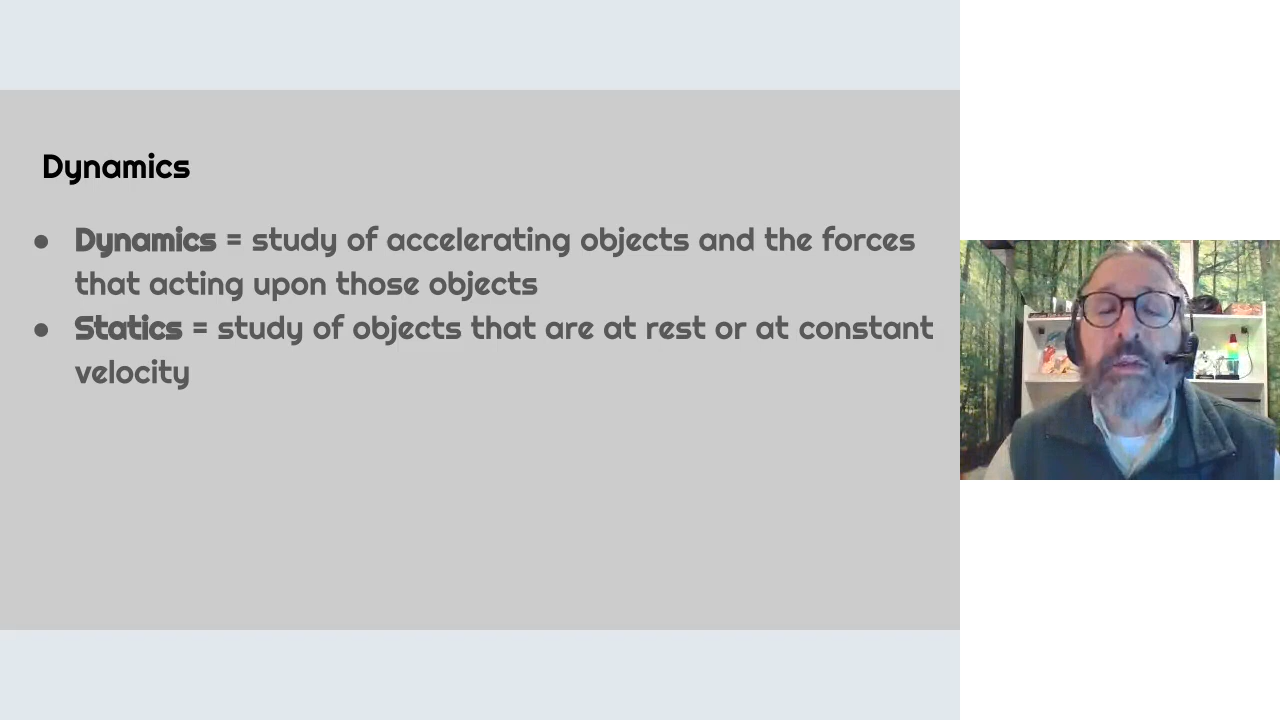 Dynamics
● Dynamics = study of accelerating objects and the forces
that acting upon those objects
● Statics = study of objects that are at rest or at constant
velocity